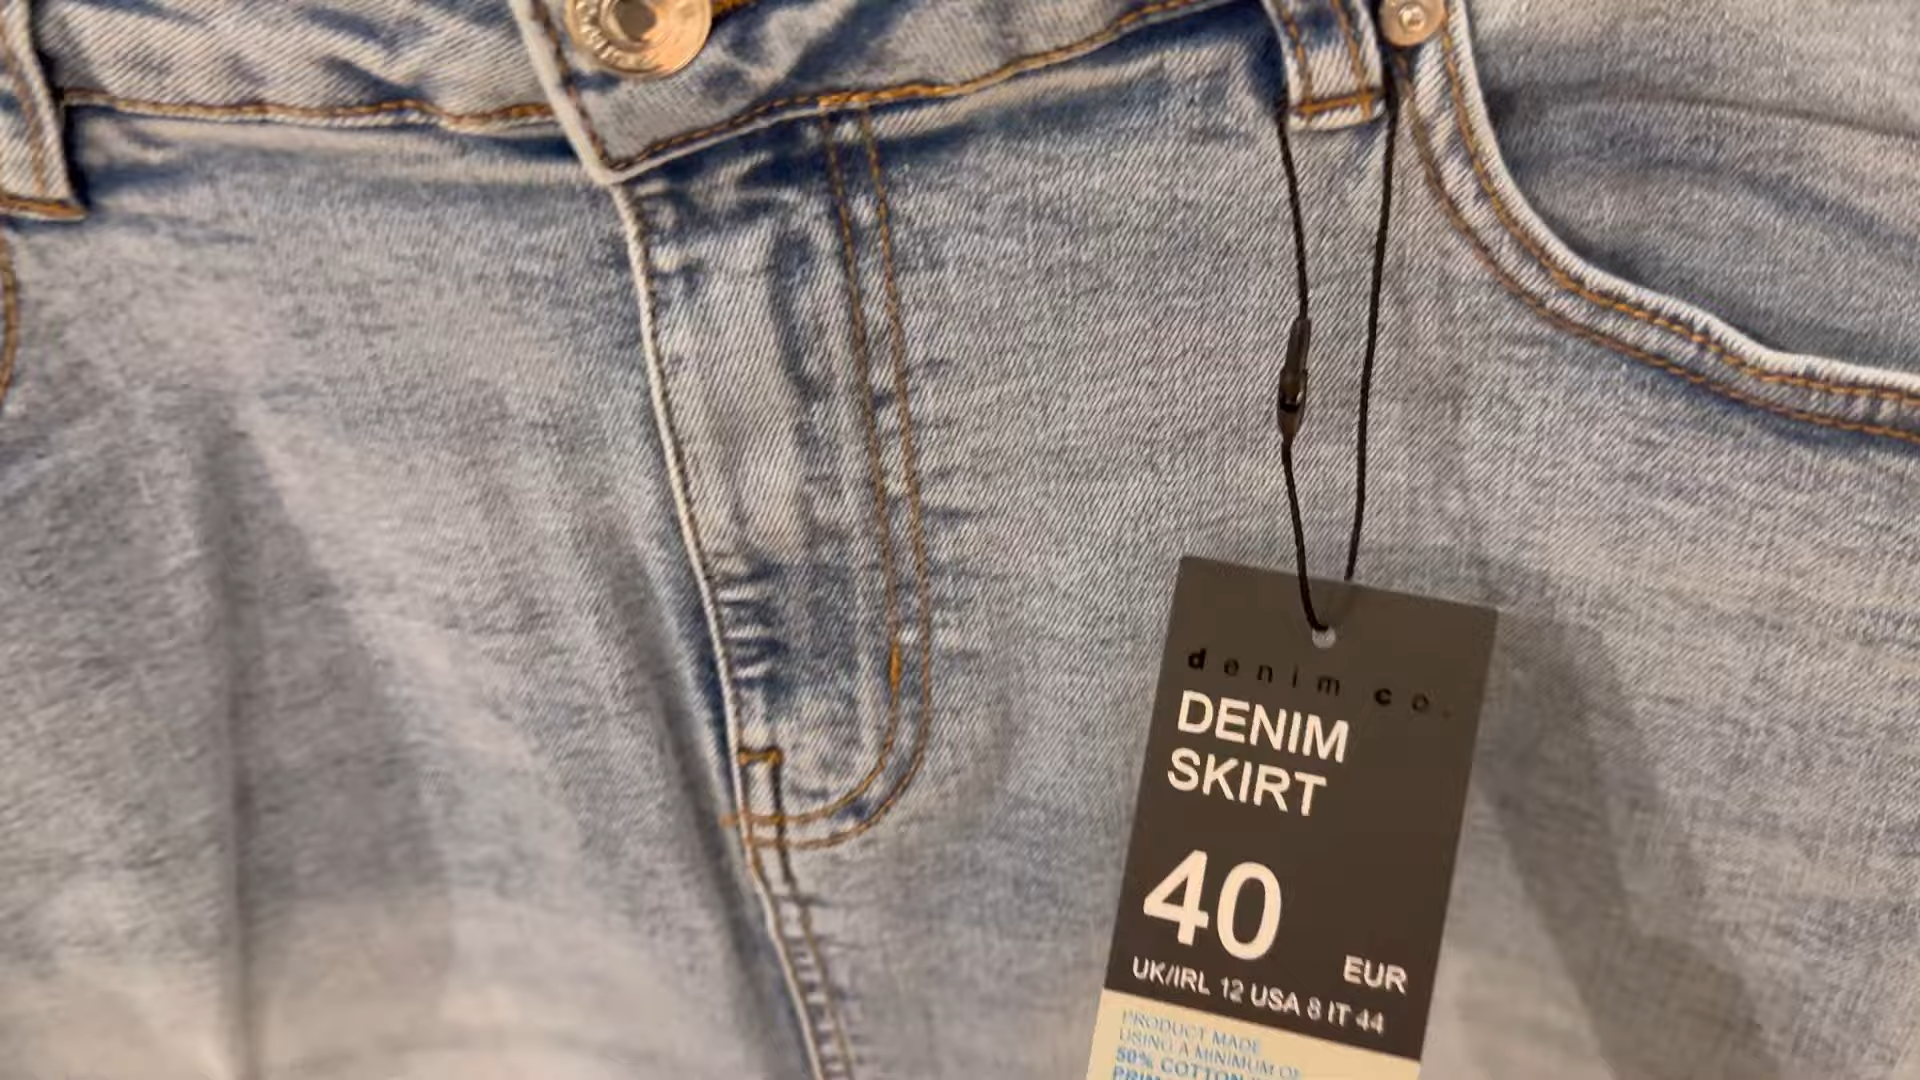 denim co.
DENIM
SKIRT
40
EUR
UK/IRL 12 USA 8 IT 44
PRODUCT MADE
USING A MINIMUM OF
50% COTTON